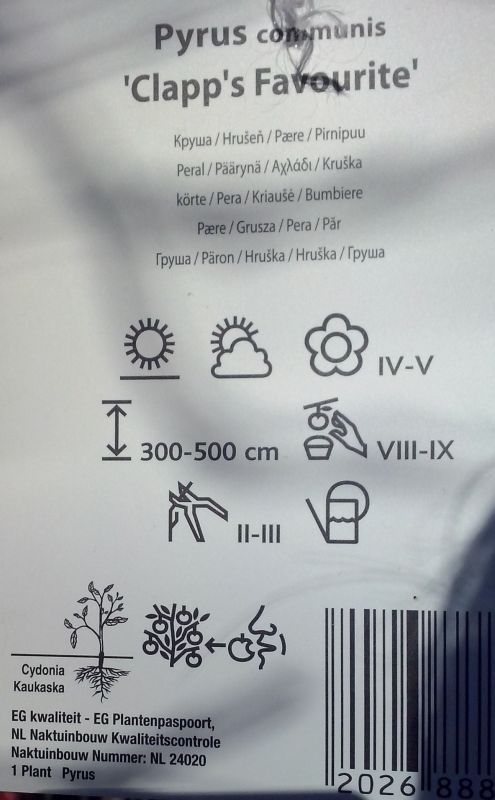 Pyrus communis
'Clapp's Favourite'
Круша / Hrušeň / Pære / Pirnipuu
Peral / Päärynä / Αχλάδι / Kruška
körte / Pera / Kriaušė / Bumbiere
Pære / Grusza / Pera / Păr
Груша / Päron / Hruška / Hruška / Груша
IV-V
300-500 cm
VIII-IX
II-III
Cydonia
Kaukaska
EG kwaliteit - EG Plantenpaspoort,
NL Naktuinbouw Kwaliteitscontrole
Naktuinbouw Nummer: NL 24020
1 Plant Pyrus
2026 888